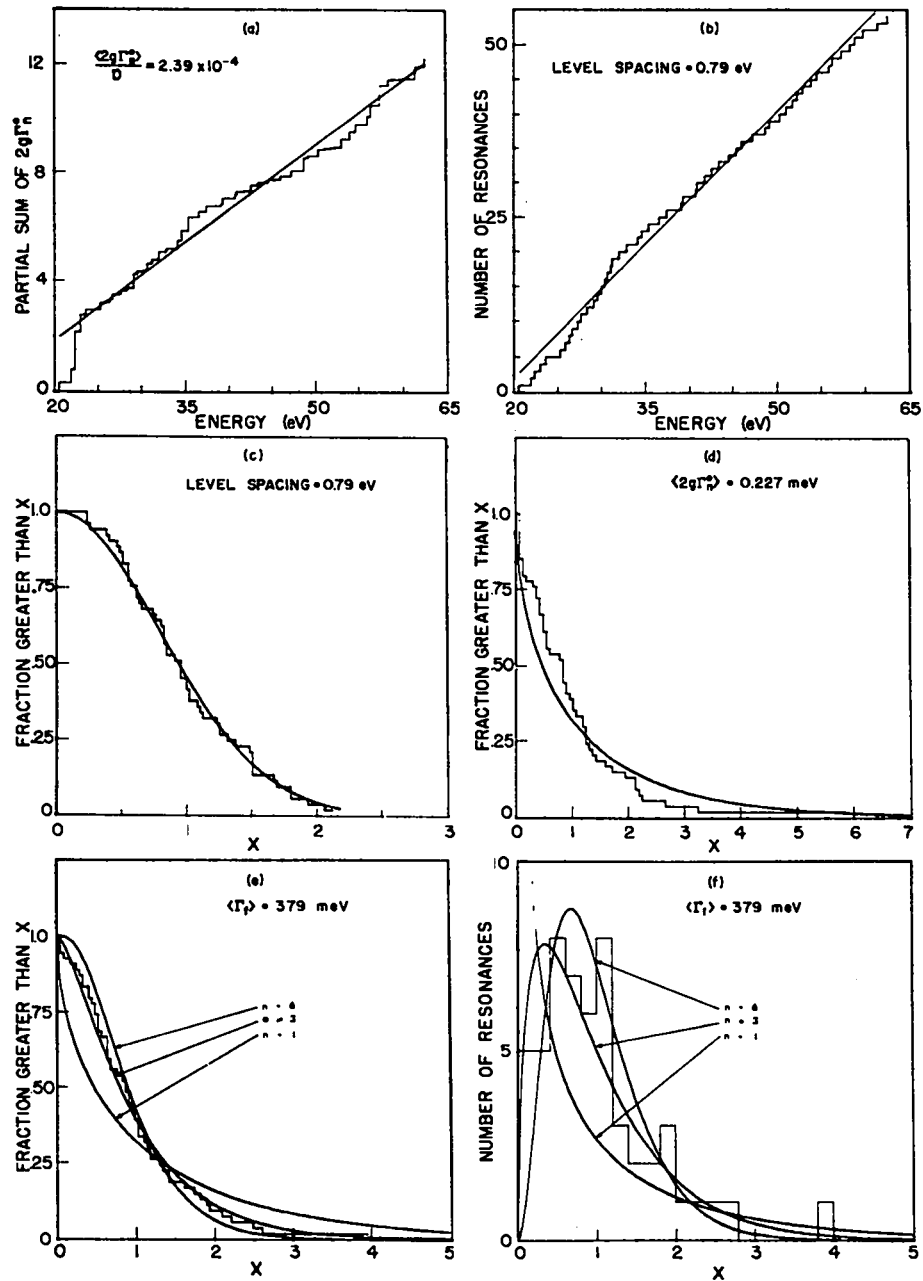 (a)
⟨2gΓₙ°⟩/D = 2.39 x 10⁻⁴
PARTIAL SUM OF 2gΓₙ°
12
8
4
0
20 35 50 65
ENERGY (eV)
(b)
LEVEL SPACING = 0.79 eV
NUMBER OF RESONANCES
50
25
0
20 35 50 65
ENERGY (eV)
(c)
LEVEL SPACING = 0.79 eV
FRACTION GREATER THAN X
1.0
.75
.50
.25
0
0 1 2 3
X
(d)
⟨2gΓₙ°⟩ = 0.227 meV
FRACTION GREATER THAN X
1.0
.75
.50
.25
0
0 1 2 3 4 5 6 7
X
(e)
⟨Γf⟩ = 379 meV
FRACTION GREATER THAN X
1.0
.75
.50
.25
0
n = 6
n = 3
n = 1
0 1 2 3 4 5
X
(f)
⟨Γf⟩ = 379 meV
NUMBER OF RESONANCES
10
5
0
n = 6
n = 3
n = 1
0 1 2 3 4 5
X